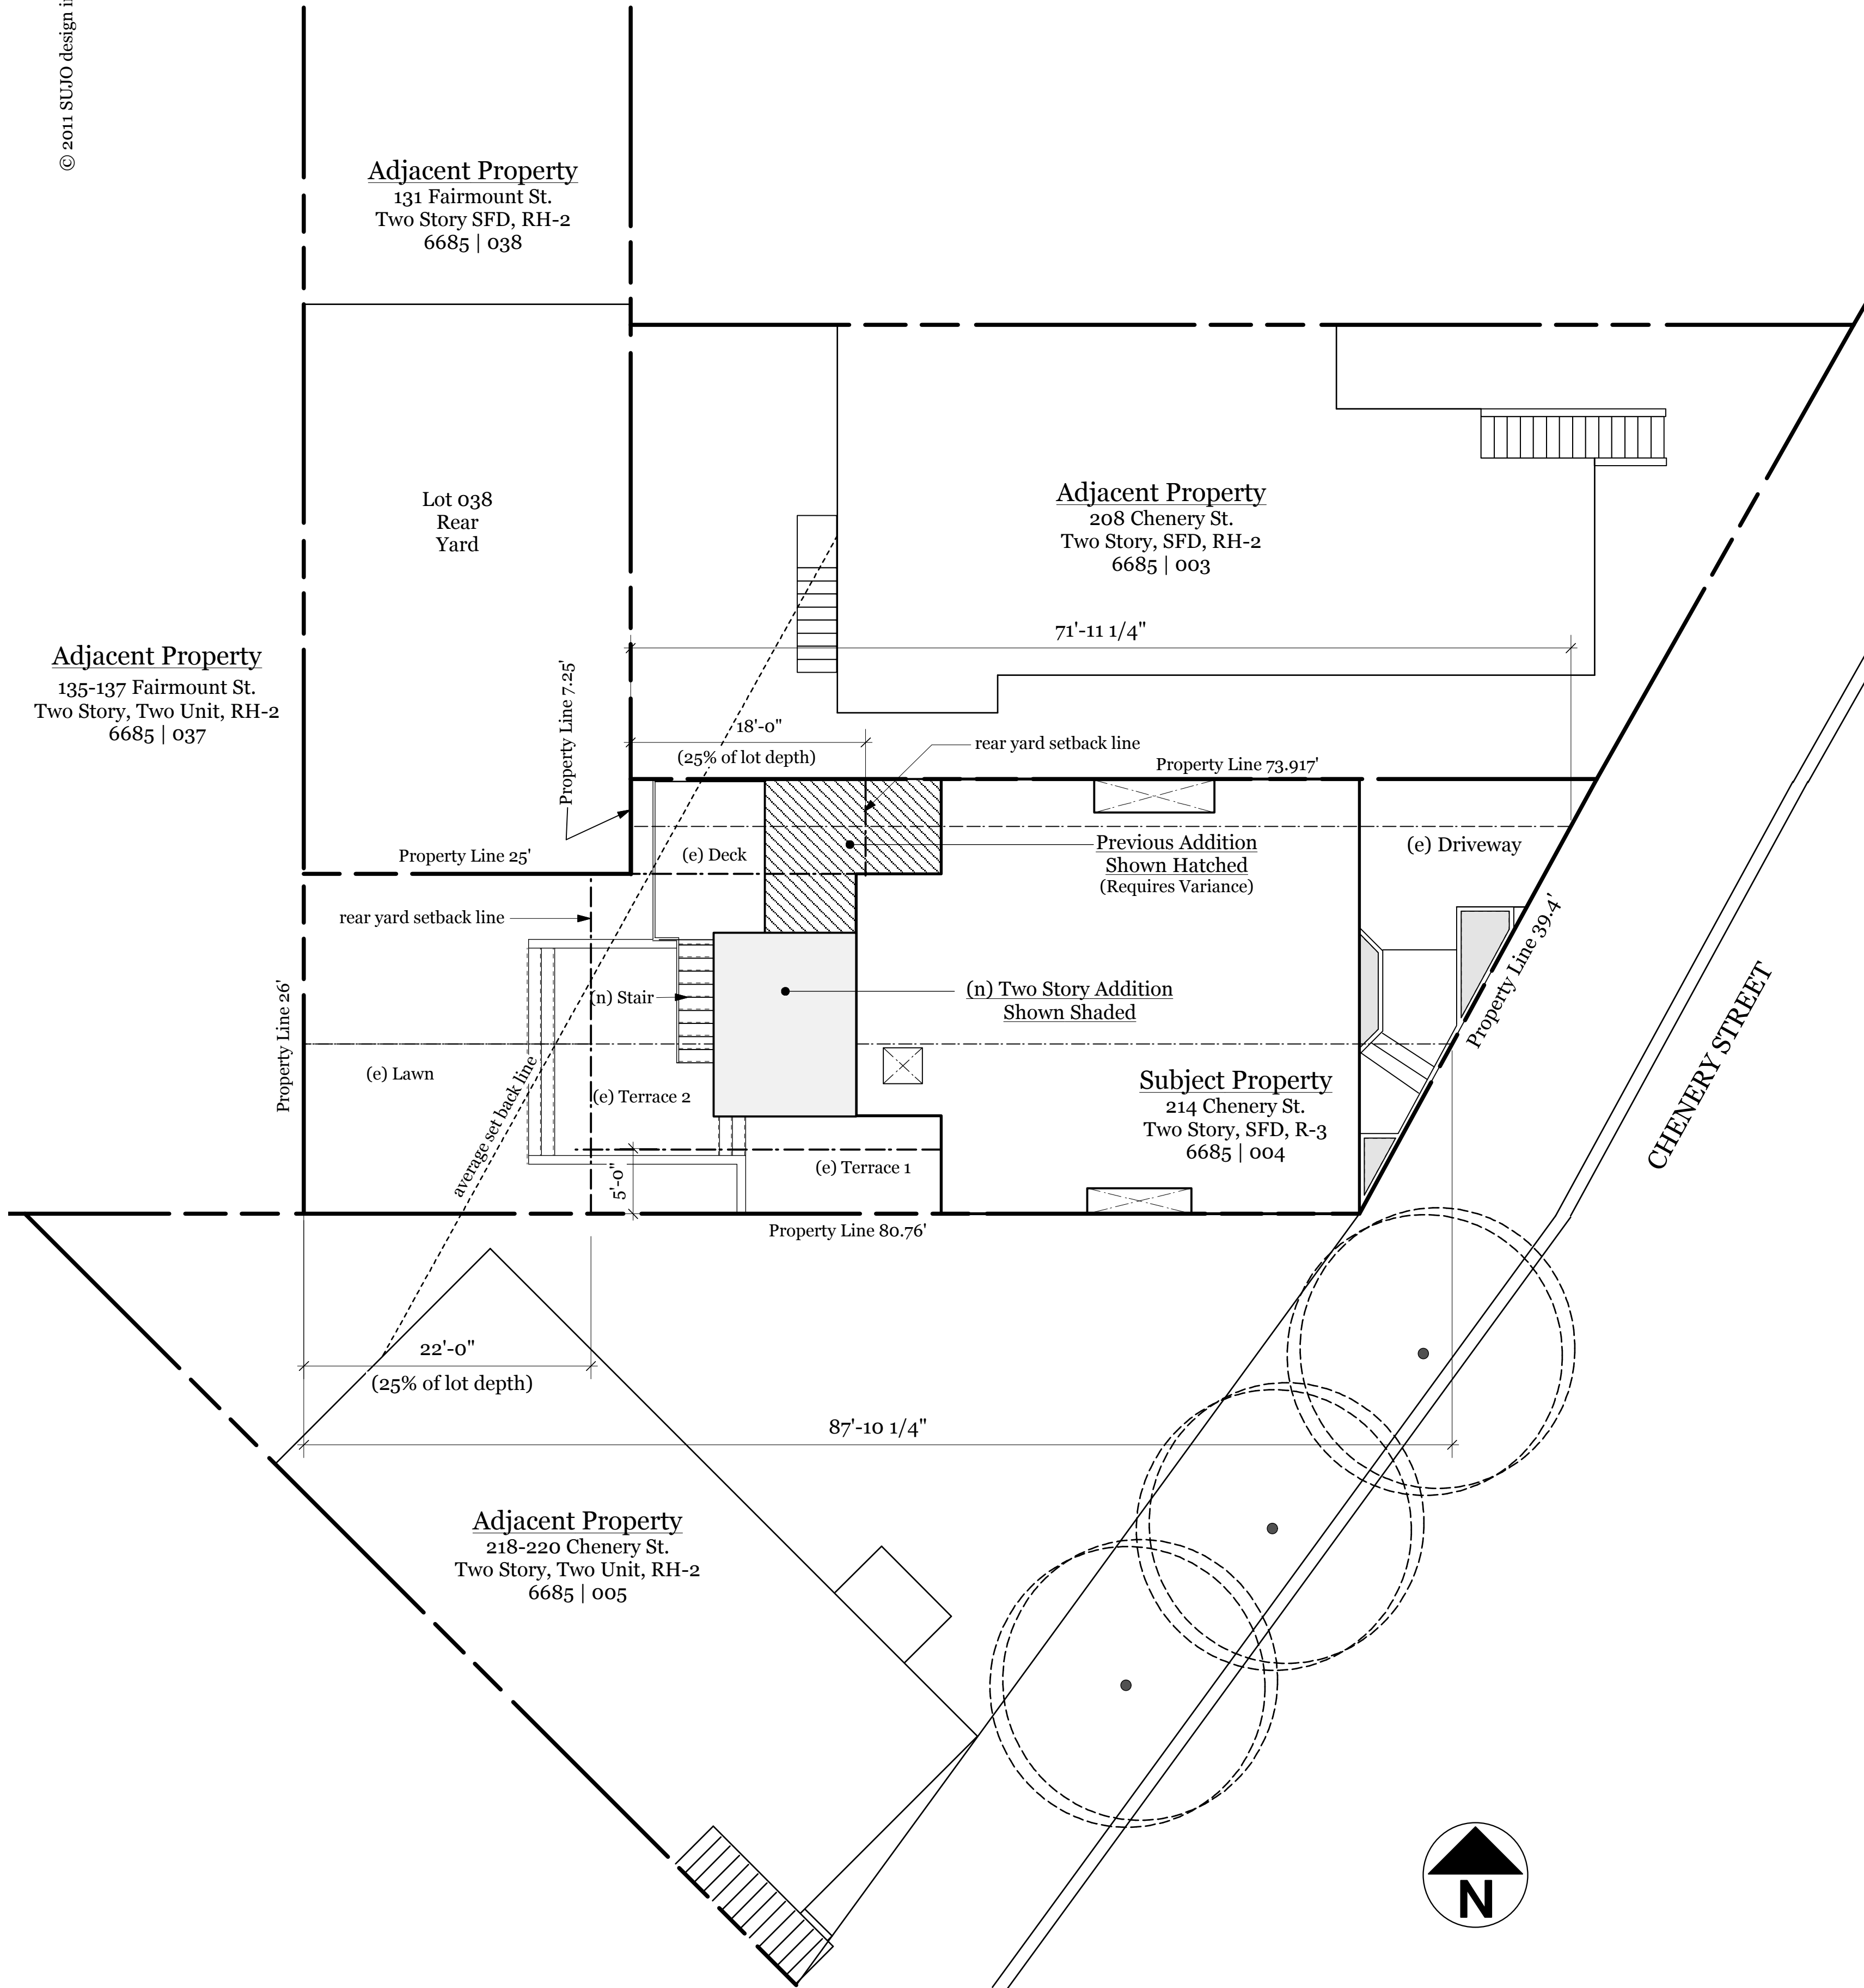 © 2011 SUJO design
Adjacent Property
131 Fairmount St.
Two Story SFD, RH-2
6685 | 038
Lot 038
Rear
Yard
Adjacent Property
208 Chenery St.
Two Story, SFD, RH-2
6685 | 003
71'-11 1/4"
Adjacent Property
135-137 Fairmount St.
Two Story, Two Unit, RH-2
6685 | 037
Property Line 7.25'
18'-0"
(25% of lot depth)
rear yard setback line
Property Line 73.917'
Property Line 25'
(e) Deck
Previous Addition
Shown Hatched
(Requires Variance)
(e) Driveway
rear yard setback line
Property Line 39.4'
Property Line 26'
(n) Stair
(n) Two Story Addition
Shown Shaded
CHENERY STREET
(e) Lawn
average set back line
(e) Terrace 2
Subject Property
214 Chenery St.
Two Story, SFD, R-3
6685 | 004
5'-0"
(e) Terrace 1
Property Line 80.76'
22'-0"
(25% of lot depth)
87'-10 1/4"
Adjacent Property
218-220 Chenery St.
Two Story, Two Unit, RH-2
6685 | 005
N